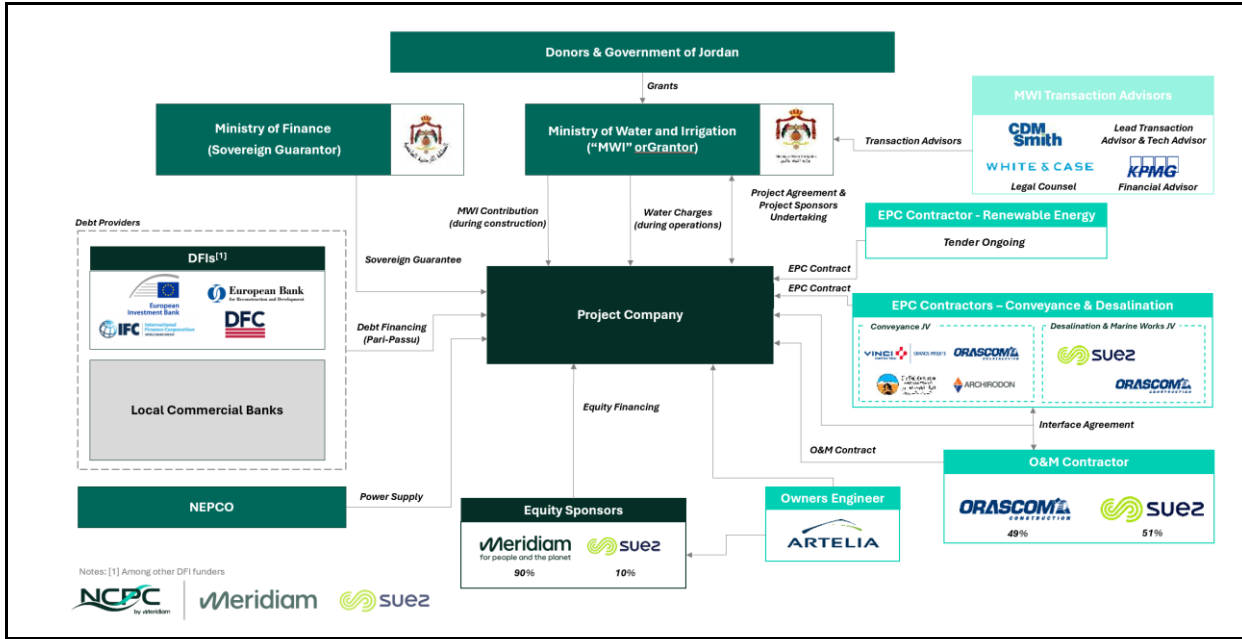 Donors & Government of Jordan
Grants
Ministry of Finance
(Sovereign Guarantor)
Ministry of Water and Irrigation
("MWI" orGrantor)
Transaction Advisors
MWI Transaction Advisors
CDM
Smith
Lead Transaction
Advisor & Tech Advisor
WHITE & CASE
Legal Counsel
KPMG
Financial Advisor
MWI Contribution
(during construction)
Water Charges
(during operations)
Project Agreement &
Project Sponsors
Undertaking
EPC Contractor - Renewable Energy
Tender Ongoing
Debt Providers
DFIs[1]
European
Investment Bank
European Bank
for Reconstruction and Development
IFC
International
Finance Corporation
WORLD BANK GROUP
DFC
Local Commercial Banks
Sovereign Guarantee
Debt Financing
(Pari-Passu)
Project Company
EPC Contract
EPC Contract
EPC Contractors – Conveyance & Desalination
Conveyance JV
VINCI
ORASCOM
CONSTRUCTION
ARCHIRODON
Desalination & Marine Works JV
suez
ORASCOM
CONSTRUCTION
Interface Agreement
O&M Contract
O&M Contractor
ORASCOM
CONSTRUCTION
49%
suez
51%
NEPCO
Power Supply
Equity Financing
Equity Sponsors
Meridiam
for people and the planet
90%
suez
10%
Owners Engineer
ARTELIA
Notes: [1] Among other DFI funders
NCPC
by Meridiam
Meridiam
suez